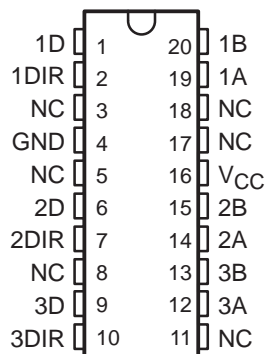 1D 1 20 1B
1DIR 2 19 1A
NC 3 18 NC
GND 4 17 NC
NC 5 16 VCC
2D 6 15 2B
2DIR 7 14 2A
NC 8 13 3B
3D 9 12 3A
3DIR 10 11 NC